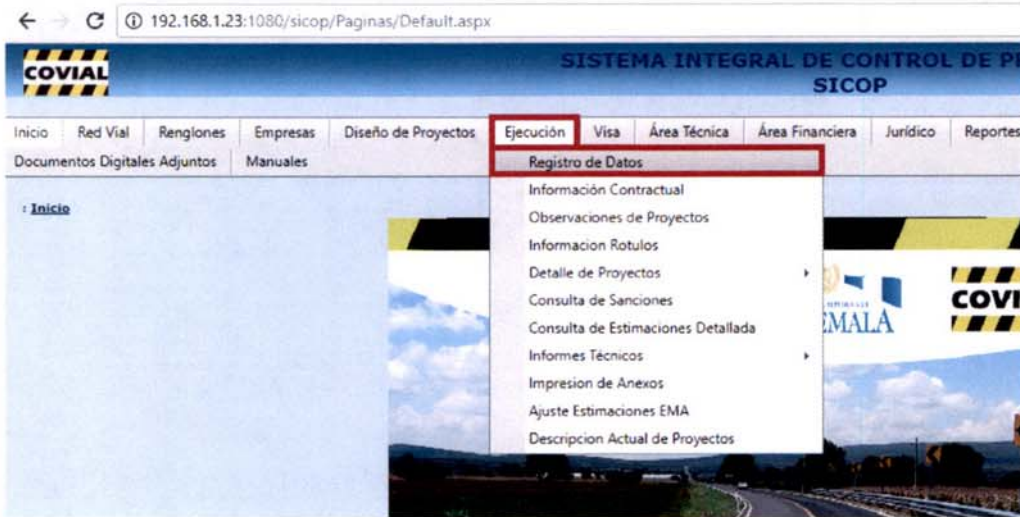 192.168.1.23:1080/sicop/Paginas/Default.aspx
COVIAL
SISTEMA INTEGRAL DE CONTROL DE
SICOP
Inicio Red Vial Renglones Empresas Diseño de Proyectos Ejecución Visa Área Técnica Área Financiera Jurídico Reportes
Documentos Digitales Adjuntos Manuales
Registro de Datos
: Inicio
Información Contractual
Observaciones de Proyectos
Informacion Rotulos
Detalle de Proyectos
Consulta de Sanciones
Consulta de Estimaciones Detallada
Informes Técnicos
Impresion de Anexos
Ajuste Estimaciones EMA
Descripcion Actual de Proyectos
EMALA
COVI